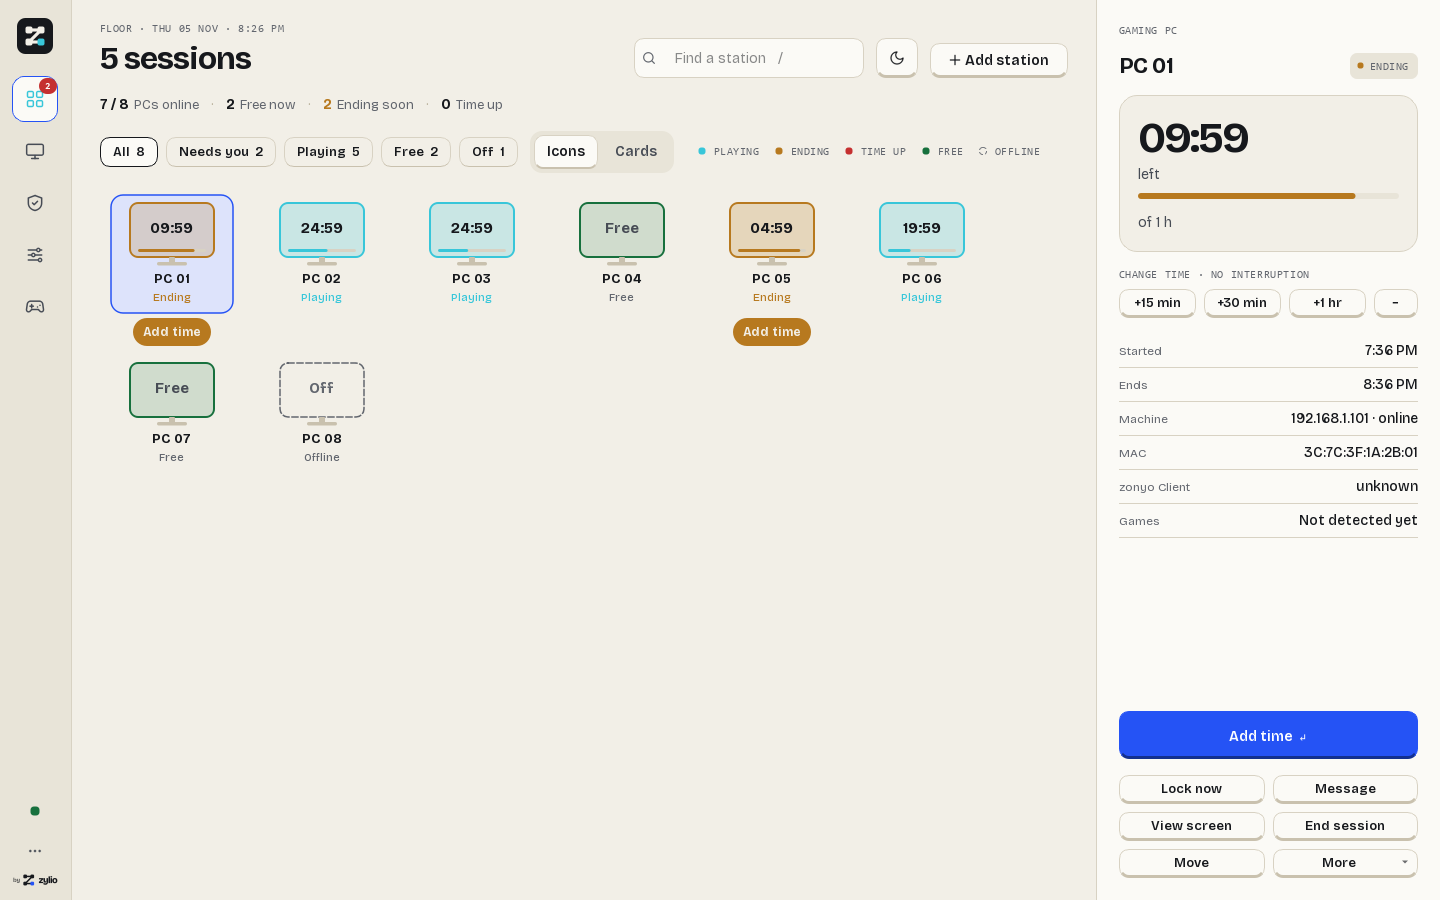 FLOOR · THU 05 NOV · 8:26 PM
5 sessions
Find a station /
Add station
7 / 8 PCs online · 2 Free now · 2 Ending soon · 0 Time up
All 8 Needs you 2 Playing 5 Free 2 Off 1 Icons Cards PLAYING ENDING TIME UP FREE OFFLINE
2
09:59 24:59 24:59 Free 04:59 19:59
PC 01 PC 02 PC 03 PC 04 PC 05 PC 06
Ending Playing Playing Free Ending Playing
Add time Add time
Free Off
PC 07 PC 08
Free Offline
by zylio
GAMING PC
PC 01 ENDING
09:59
left
of 1 h
CHANGE TIME · NO INTERRUPTION
+15 min +30 min +1 hr −
Started 7:36 PM
Ends 8:36 PM
Machine 192.168.1.101 · online
MAC 3C:7C:3F:1A:2B:01
zonyo Client unknown
Games Not detected yet
Add time ↲
Lock now Message
View screen End session
Move More